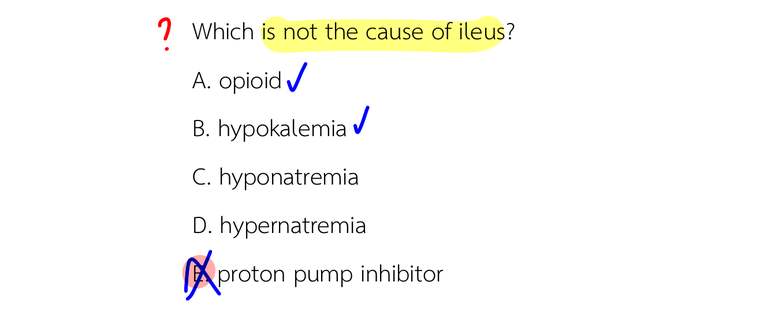 ? Which is not the cause of ileus?
A. opioid ✓
B. hypokalemia ✓
C. hyponatremia
D. hypernatremia
E. proton pump inhibitor